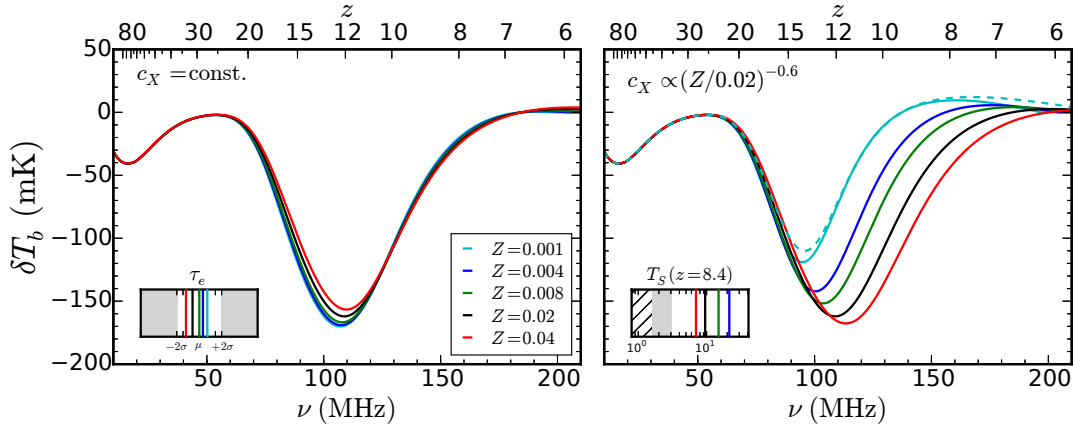 z
z
80 30 20 15 12 10 8 7 6
80 30 20 15 12 10 8 7 6
50
0
−50
−100
−150
−200
δT_b (mK)
c_X = const.
c_X ∝ (Z/0.02)^−0.6
τ_e
−2σ μ +2σ
Z=0.001
Z=0.004
Z=0.008
Z=0.02
Z=0.04
T_S (z=8.4)
10^0 10^1
50 100 150 200
50 100 150 200
ν (MHz)
ν (MHz)